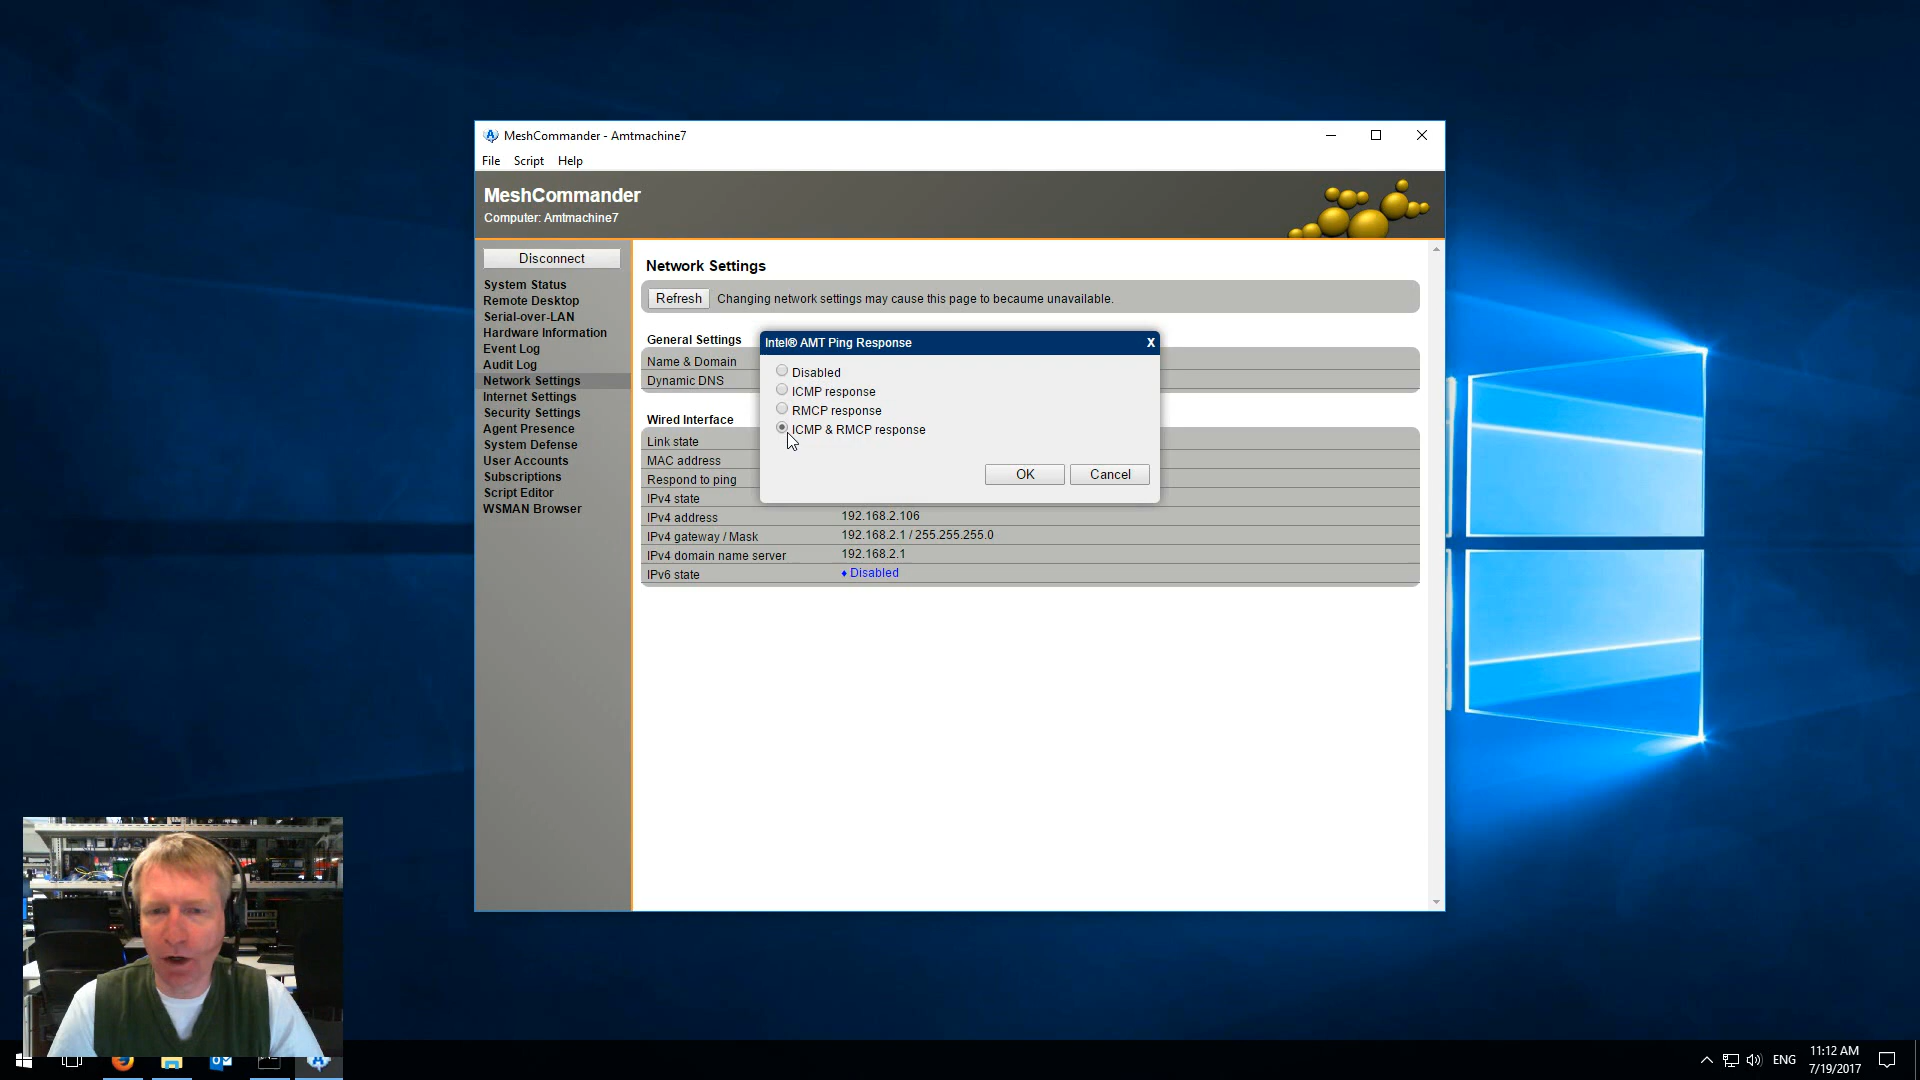 MeshCommander - Amtmachine7
File Script Help
MeshCommander
Computer: Amtmachine7
Disconnect
System Status
Remote Desktop
Serial-over-LAN
Hardware Information
Event Log
Audit Log
Network Settings
Internet Settings
Security Settings
Agent Presence
System Defense
User Accounts
Subscriptions
Script Editor
WSMAN Browser
Network Settings
Refresh Changing network settings may cause this page to becaume unavailable.
General Settings
Name & Domain
Dynamic DNS
Intel® AMT Ping Response X
Disabled
ICMP response
RMCP response
ICMP & RMCP response
OK Cancel
Wired Interface
Link state
MAC address
Respond to ping
IPv4 state
IPv4 address 192.168.2.106
IPv4 gateway / Mask 192.168.2.1 / 255.255.255.0
IPv4 domain name server 192.168.2.1
IPv6 state ♦ Disabled
ENG
11:12 AM
7/19/2017